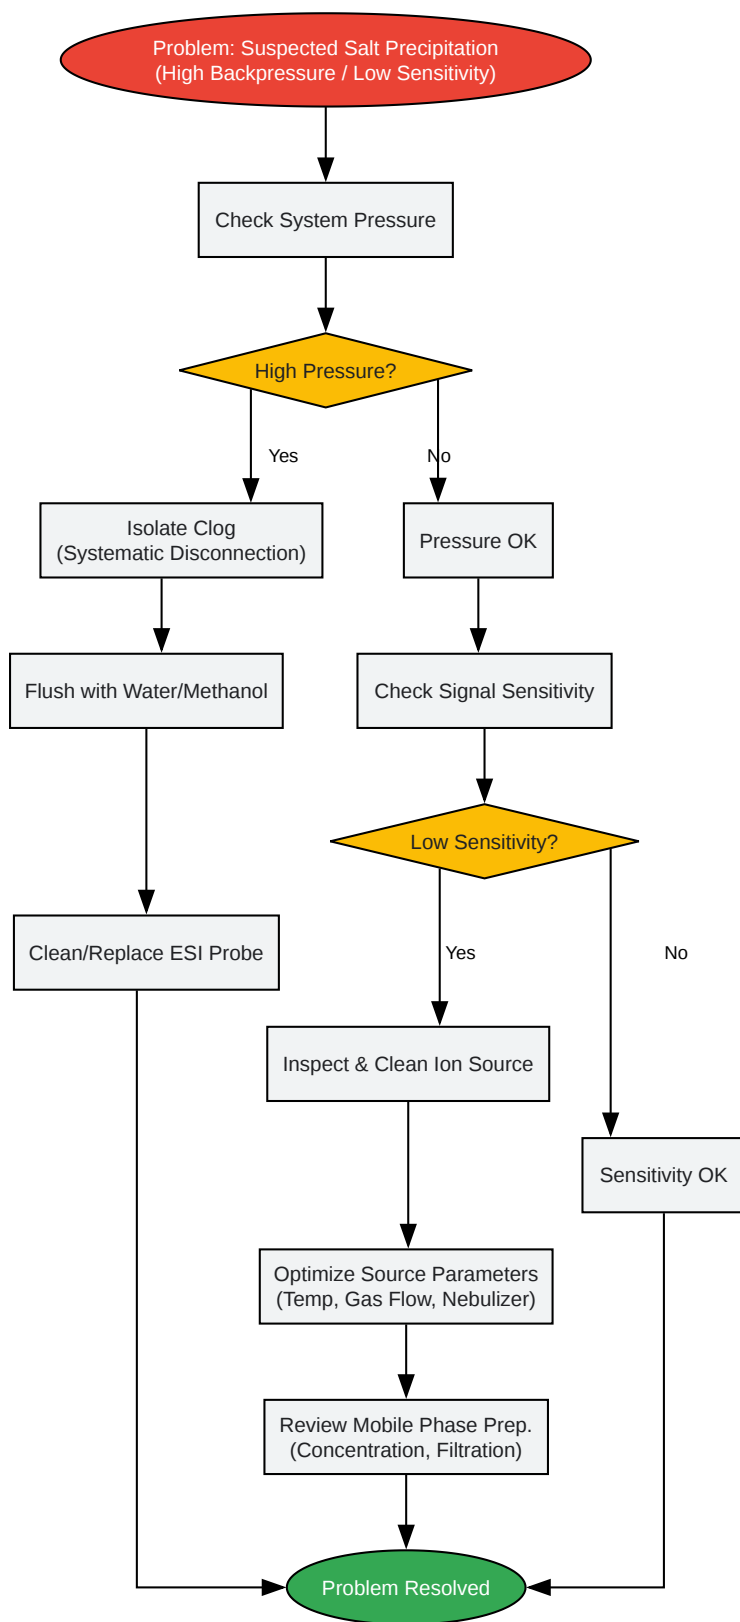 Problem: Suspected Salt Precipitation
(High Backpressure / Low Sensitivity)
Check System Pressure
High Pressure?
Yes
No
Isolate Clog
(Systematic Disconnection)
Pressure OK
Flush with Water/Methanol
Check Signal Sensitivity
Low Sensitivity?
Clean/Replace ESI Probe
Yes
No
Inspect & Clean Ion Source
Sensitivity OK
Optimize Source Parameters
(Temp, Gas Flow, Nebulizer)
Review Mobile Phase Prep.
(Concentration, Filtration)
Problem Resolved